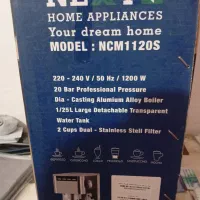 HOME APPLIANCES
Your dream home
MODEL : NCM1120S
220 - 240 V / 50 Hz / 1200 W
20 Bar Professional Pressure
Dia - Casting Alumium Alloy Boiler
1/25L Large Detachable Transparent
Water Tank
2 Cups Dual - Stainless Stell Filter